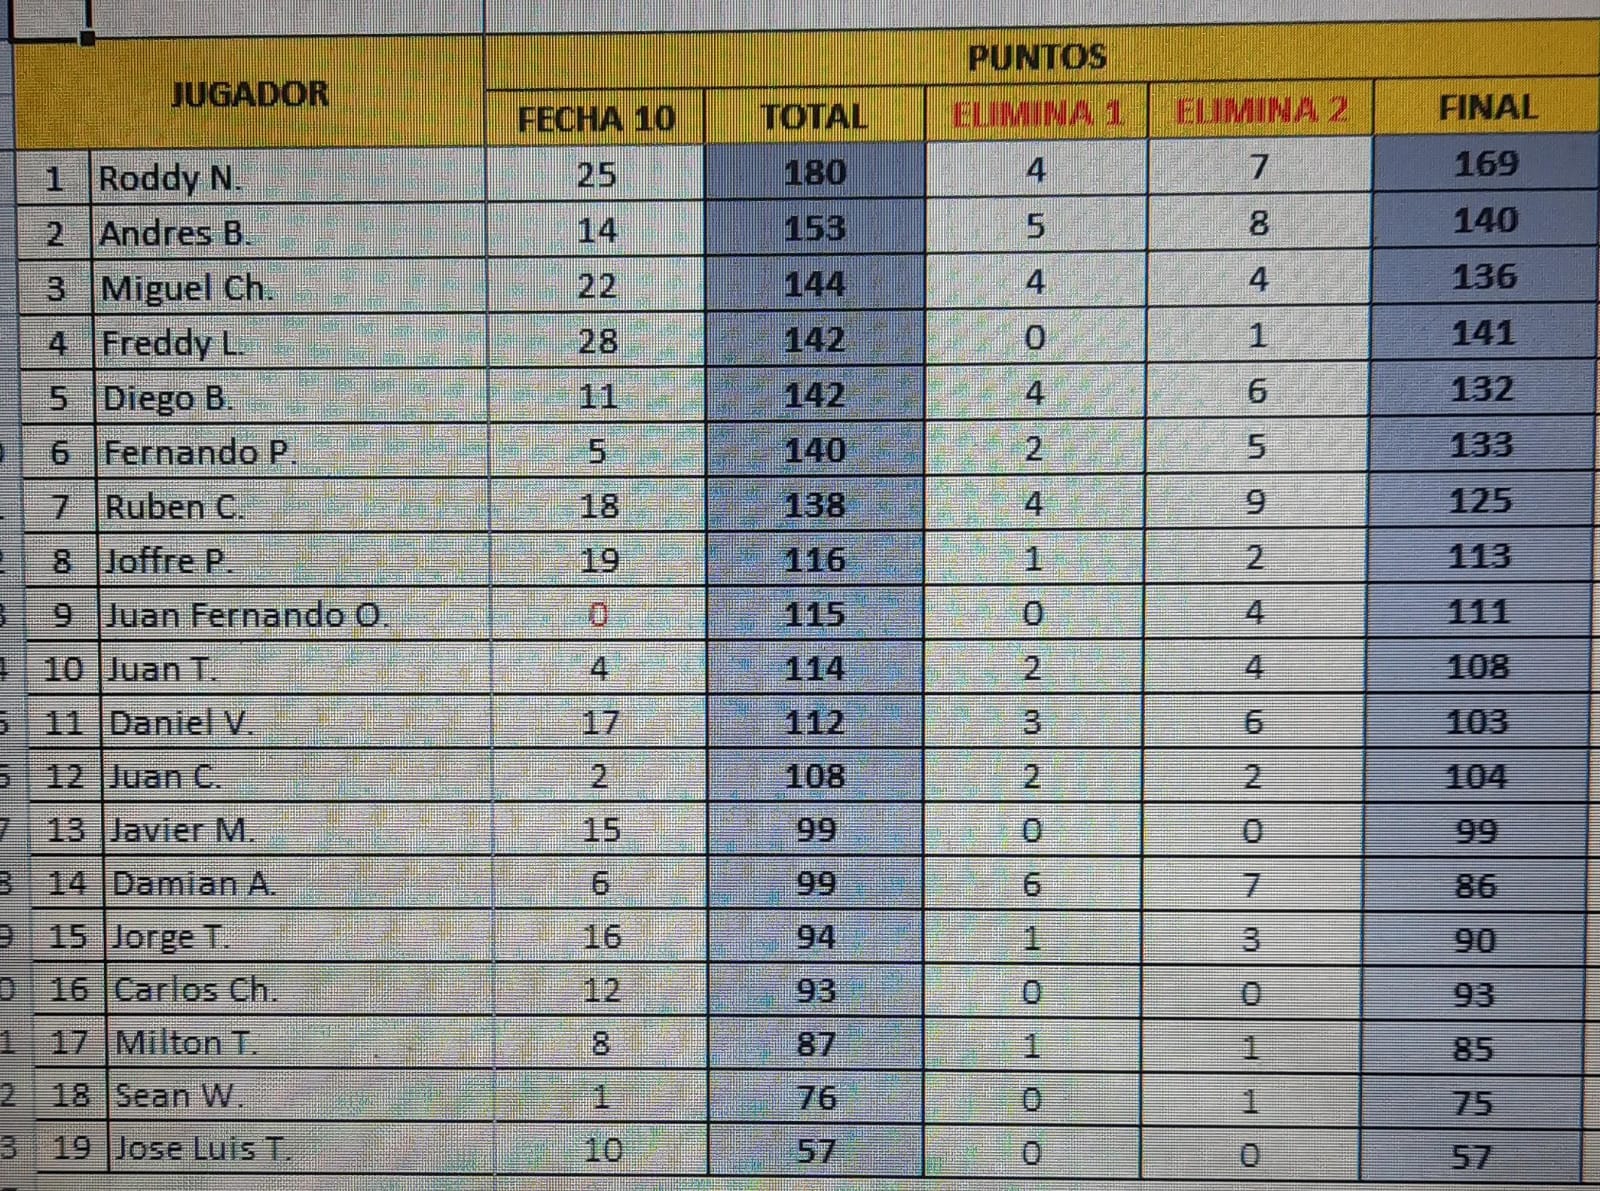 PUNTOS
JUGADOR
FECHA 10 TOTAL ELIMINA 1 ELIMINA 2 FINAL
1 Roddy N. 25 180 4 7 169
2 Andres B. 14 153 5 8 140
3 Miguel Ch. 22 144 4 4 136
4 Freddy L. 28 142 0 1 141
5 Diego B. 11 142 4 6 132
6 Fernando P. 5 140 2 5 133
7 Ruben C. 18 138 4 9 125
8 Joffre P. 19 116 1 2 113
9 Juan Fernando O. 0 115 0 4 111
10 Juan T. 4 114 2 4 108
11 Daniel V. 17 112 3 6 103
12 Juan C. 2 108 2 2 104
13 Javier M. 15 99 0 0 99
14 Damian A. 6 99 6 7 86
15 Jorge T. 16 94 1 3 90
16 Carlos Ch. 12 93 0 0 93
17 Milton T. 8 87 1 1 85
18 Sean W. 1 76 0 1 75
19 Jose Luis T. 10 57 0 0 57